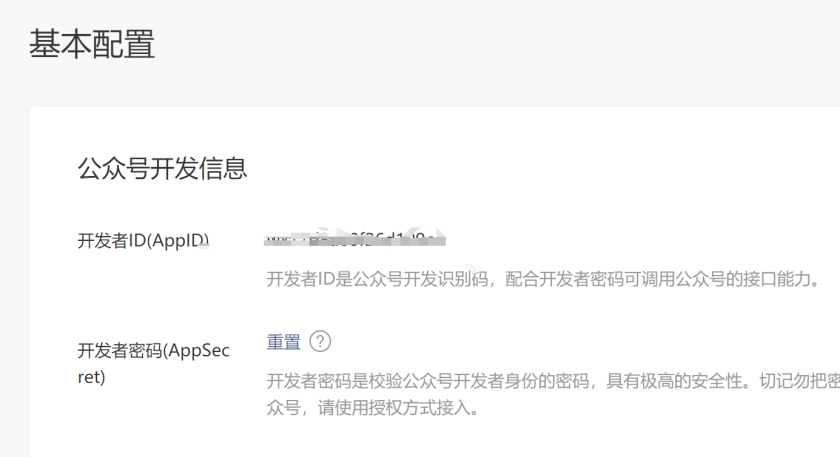 基本配置
公众号开发信息
开发者ID(AppID)
开发者ID是公众号开发识别码，配合开发者密码可调用公众号的接口能力。
开发者密码(AppSec
ret)
重置 ?
开发者密码是校验公众号开发者身份的密码，具有极高的安全性。切记勿把密
众号，请使用授权方式接入。